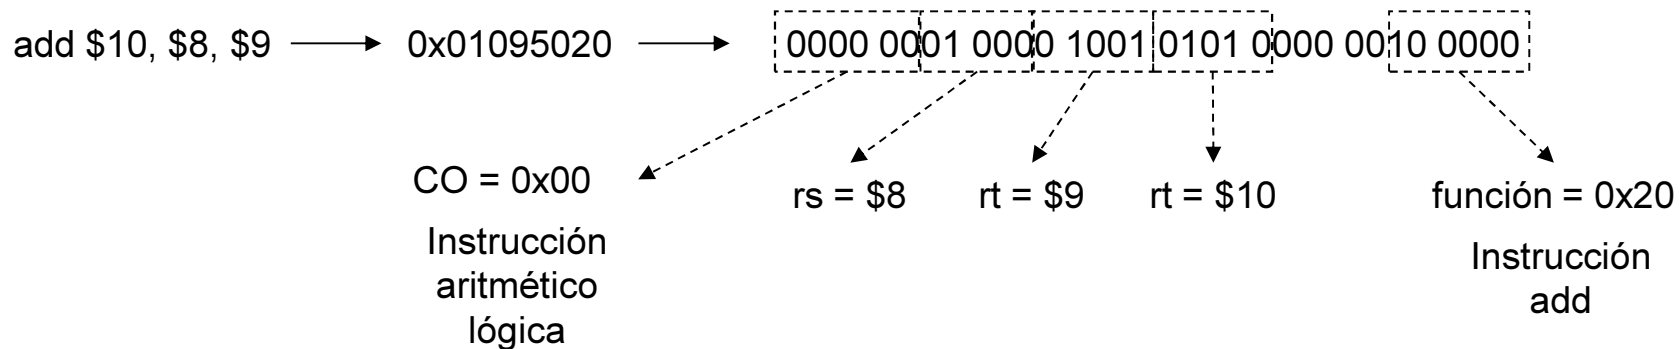 add $10, $8, $9 0x01095020 0000 0001 0000 1001 0101 0000 0010 0000
CO = 0x00
Instrucción
aritmético
lógica
rs = $8
rt = $9
rt = $10
función = 0x20
Instrucción
add